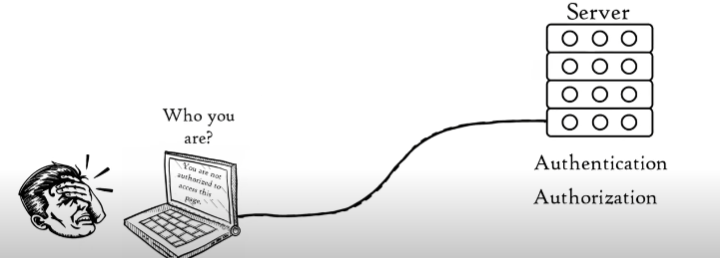 Server
Who you
are?
You are not
authorized to
access this
page.
Authentication
Authorization